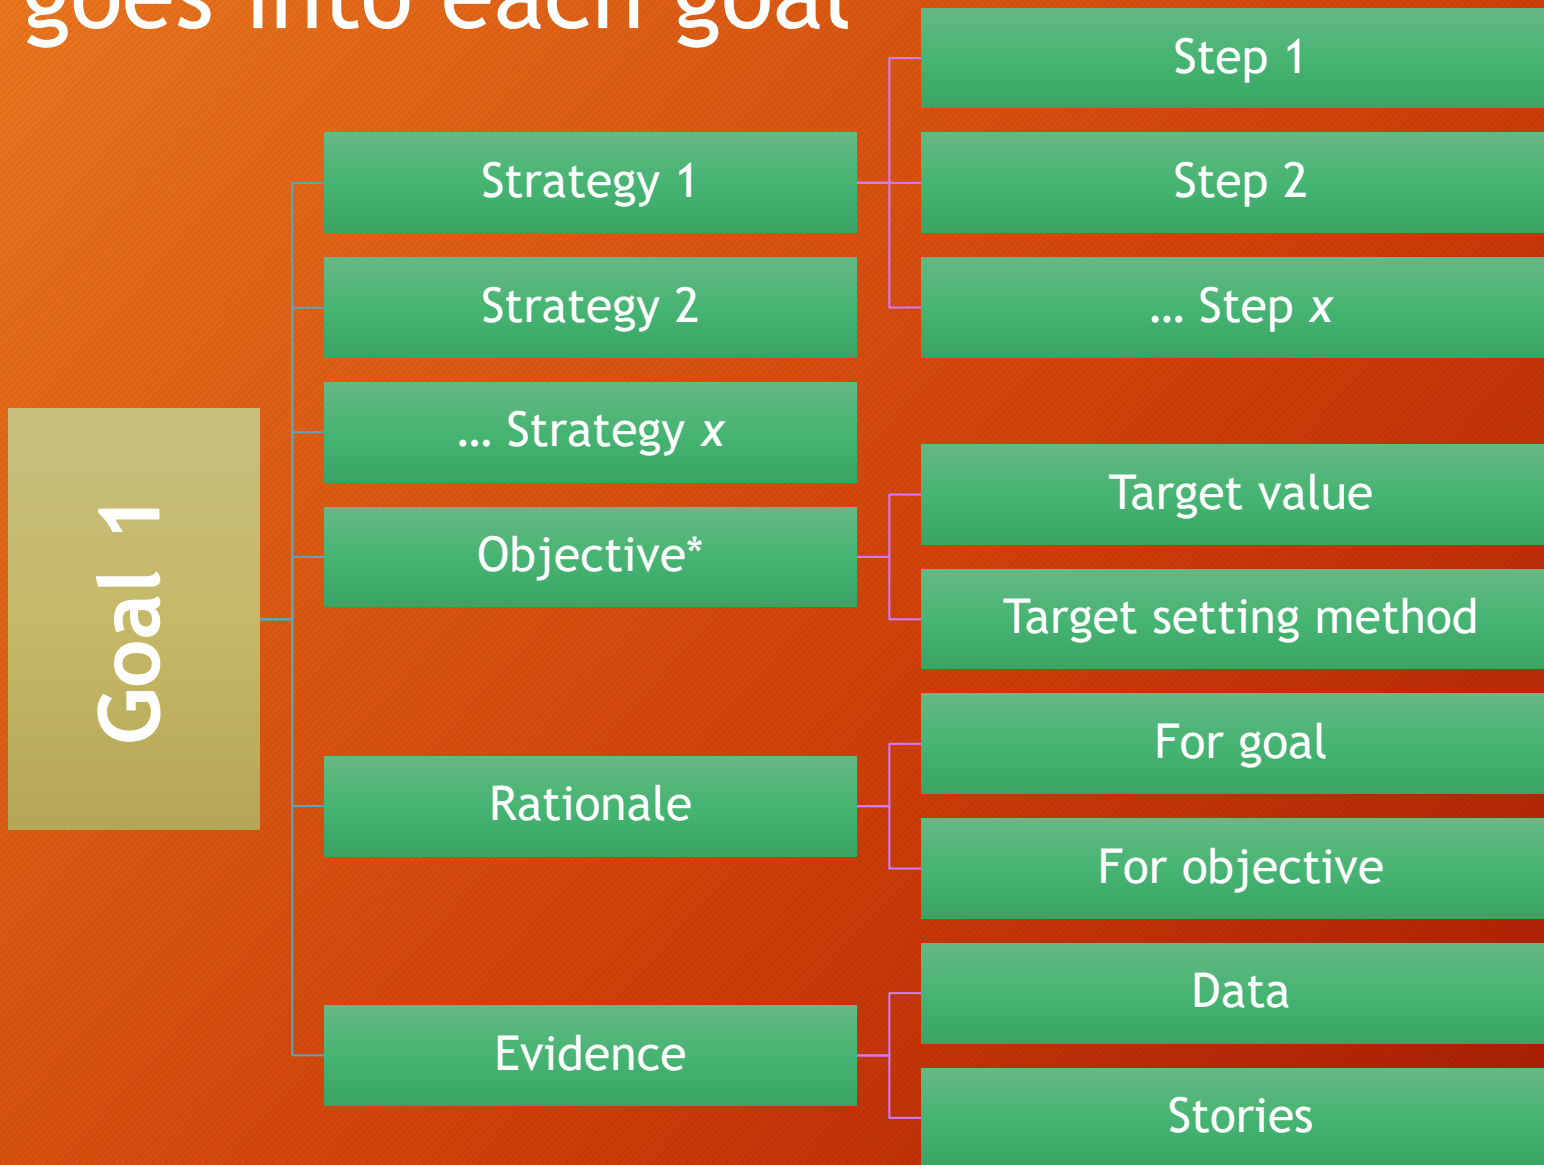 goes into each goal
Goal 1
Strategy 1
Step 1
Step 2
... Step x
Strategy 2
... Strategy x
Objective*
Target value
Target setting method
Rationale
For goal
For objective
Evidence
Data
Stories